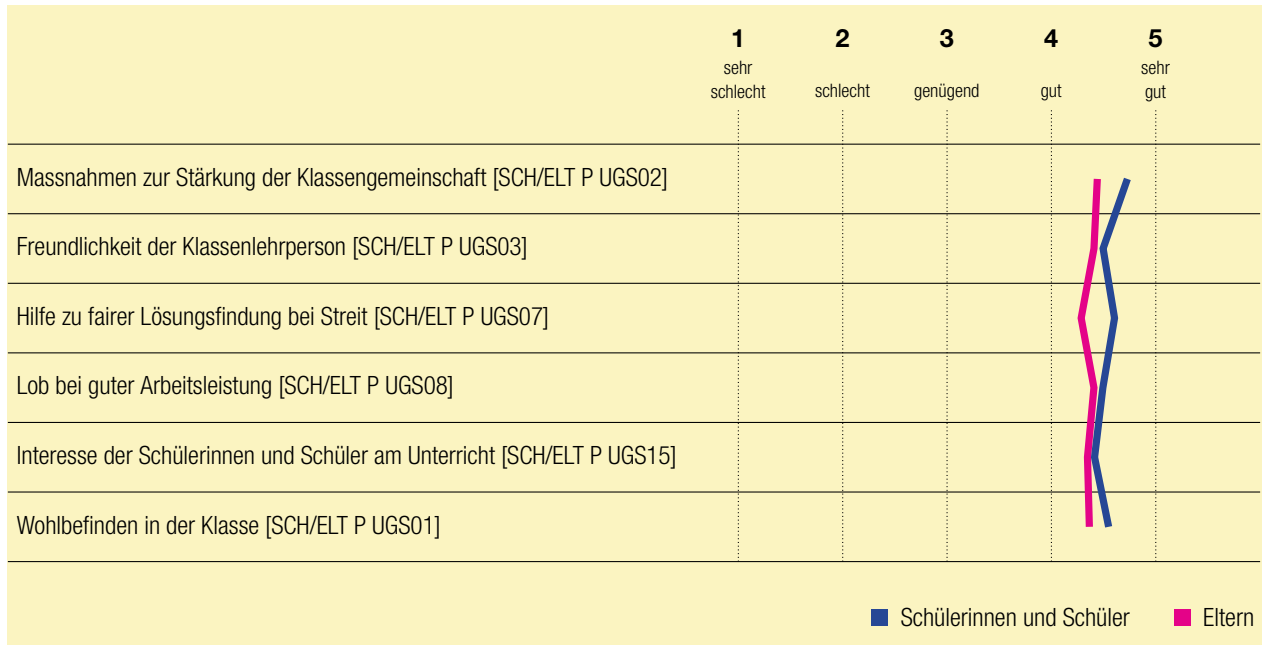 1 2 3 4 5
sehr schlecht schlecht genügend gut sehr gut
Massnahmen zur Stärkung der Klassengemeinschaft [SCH/ELT P UGS02]
Freundlichkeit der Klassenlehrperson [SCH/ELT P UGS03]
Hilfe zu fairer Lösungsfindung bei Streit [SCH/ELT P UGS07]
Lob bei guter Arbeitsleistung [SCH/ELT P UGS08]
Interesse der Schülerinnen und Schüler am Unterricht [SCH/ELT P UGS15]
Wohlbefinden in der Klasse [SCH/ELT P UGS01]
Schülerinnen und Schüler Eltern